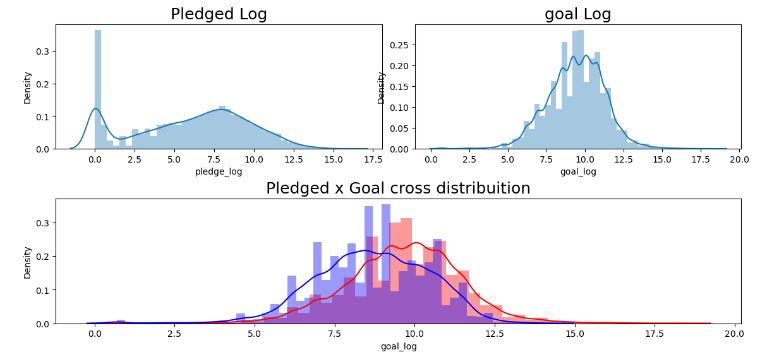 Pledged Log
goal Log
Density
0.3
0.2
0.1
0.0
0.0 2.5 5.0 7.5 10.0 12.5 15.0 17.5
pledge_log
Density
0.25
0.20
0.15
0.10
0.05
0.00
0.0 2.5 5.0 7.5 10.0 12.5 15.0 17.5 20.0
goal_log
Pledged x Goal cross distribuition
Density
0.3
0.2
0.1
0.0
0.0 2.5 5.0 7.5 10.0 12.5 15.0 17.5 20.0
goal_log